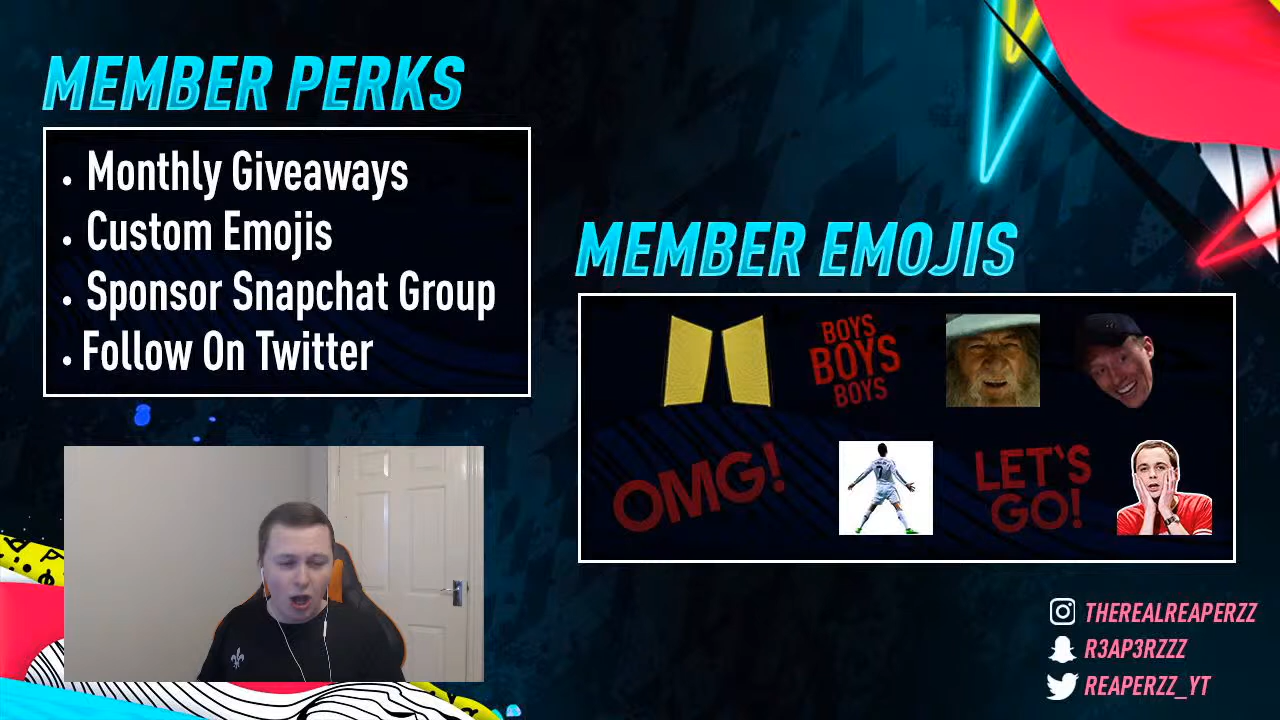 MEMBER PERKS
• Monthly Giveaways
• Custom Emojis
• Sponsor Snapchat Group
• Follow On Twitter
MEMBER EMOJIS
BOYS
BOYS
BOYS
OMG!
7
LET'S
GO!
THEREALREAPERZZ
R3AP3RZZZ
REAPERZZ_YT